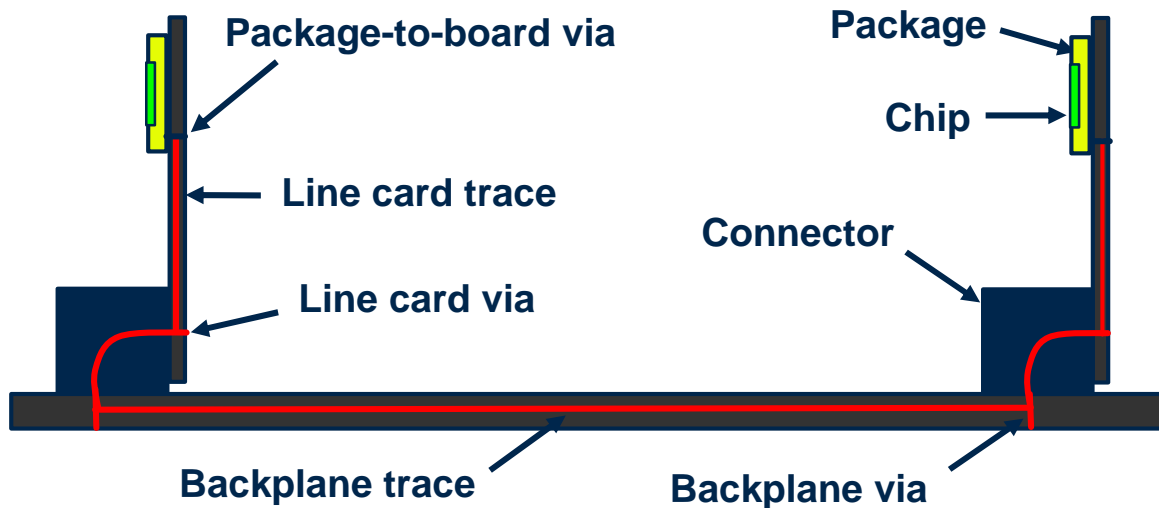 Package-to-board via
Package
Chip
Line card trace
Connector
Line card via
Backplane trace
Backplane via